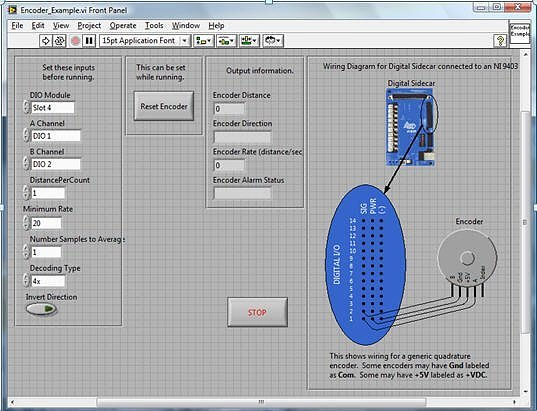 Encoder_Example.vi Front Panel
File Edit View Project Operate Tools Window Help
15pt Application Font
Encoder
Example
Set these inputs
before running.
DIO Module
Slot 4
A Channel
DIO 1
B Channel
DIO 2
DistancePerCount
1
Minimum Rate
20
Number Samples to Average
1
Decoding Type
4x
Invert Direction
This can be set
while running.
Reset Encoder
Output information.
Encoder Distance
0
Encoder Direction
Encoder Rate (distance/sec
0
Encoder Alarm Status
STOP
Wiring Diagram for Digital Sidecar connected to an NI 9403
Digital Sidecar
DIGITAL I/O
SIG
PWR
(-)
14
13
12
11
10
9
8
7
6
5
4
3
2
1
Encoder
B
Gnd
+5V
A
Index
This shows wiring for a generic quadrature
encoder. Some encoders may have Gnd labeled
as Com. Some may have +5V labeled as +VDC.